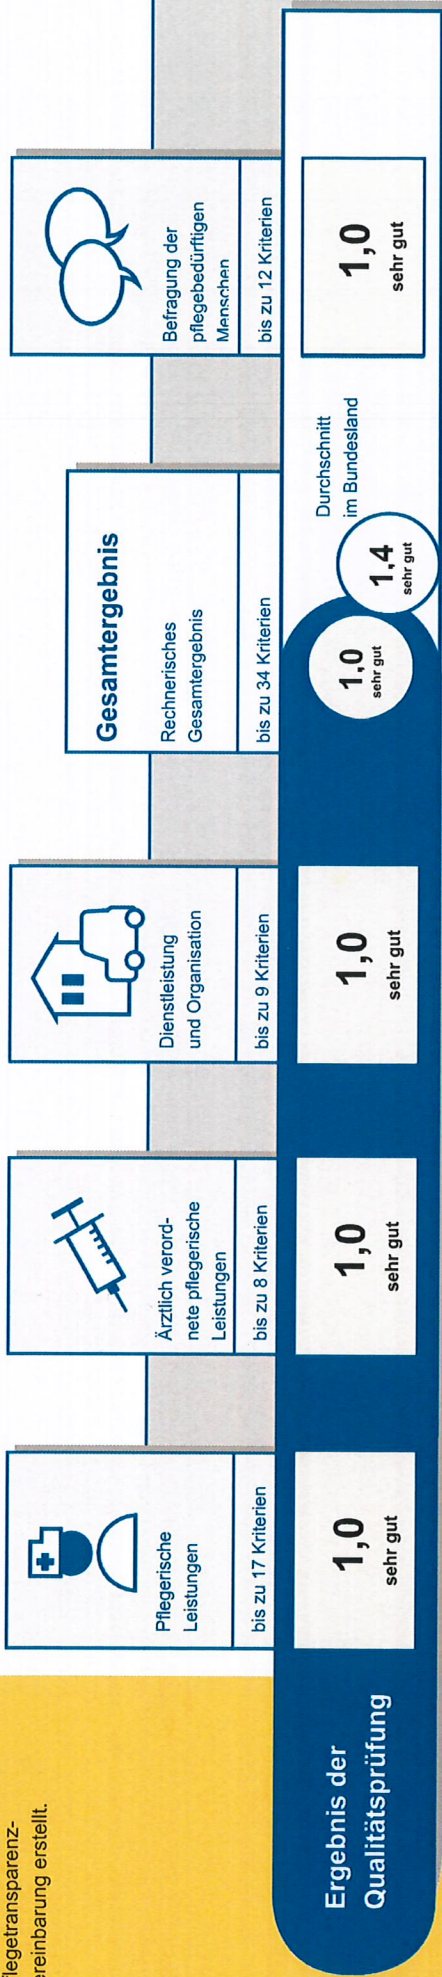 Pflegerische
Leistungen
bis zu 17 Kriterien
1,0
sehr gut
Ärztlich verord-
nete pflegerische
Leistungen
bis zu 8 Kriterien
1,0
sehr gut
Dienstleistung
und Organisation
bis zu 9 Kriterien
1,0
sehr gut
Gesamtergebnis
Rechnerisches
Gesamtergebnis
bis zu 34 Kriterien
1,0
sehr gut
Durchschnitt
im Bundesland
1,4
sehr gut
Befragung der
pflegebedürftigen
Menschen
bis zu 12 Kriterien
1,0
sehr gut
Ergebnis der
Qualitätsprüfung
erstellt.